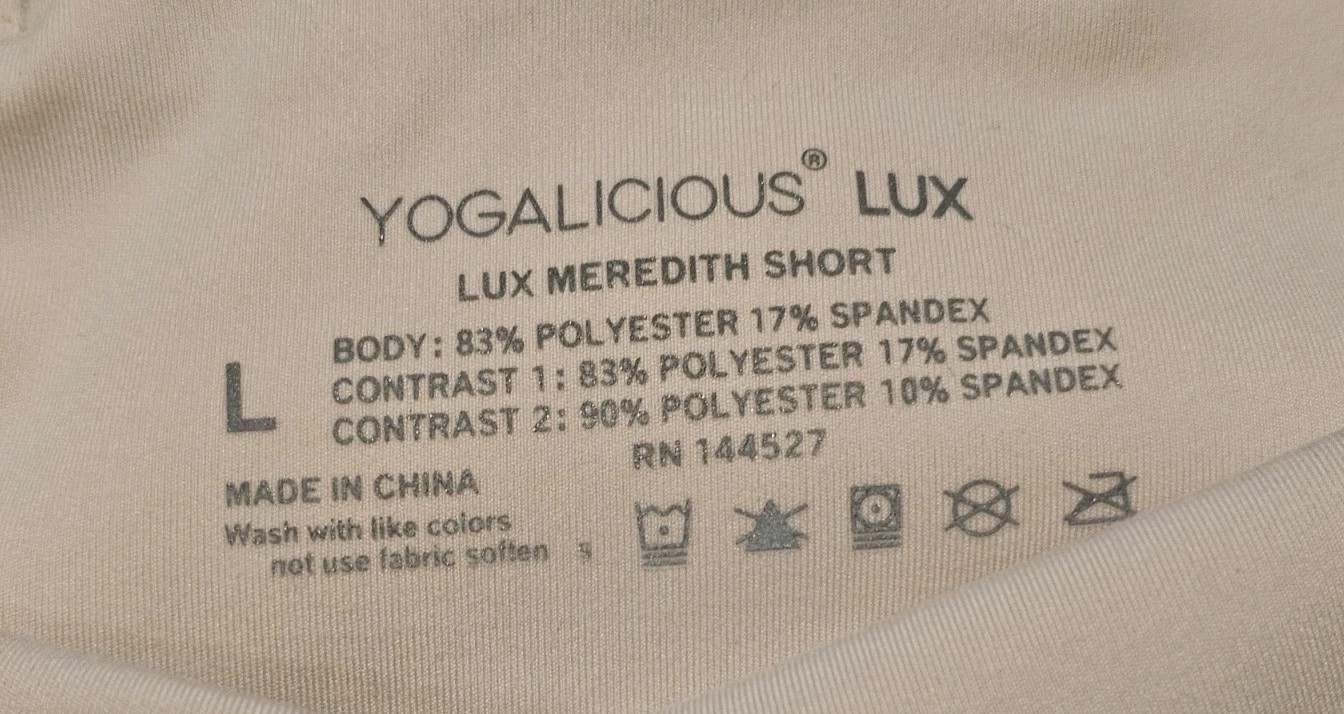 YOGALICIOUS® LUX
LUX MEREDITH SHORT
L
BODY: 83% POLYESTER 17% SPANDEX
CONTRAST 1: 83% POLYESTER 17% SPANDEX
CONTRAST 2: 90% POLYESTER 10% SPANDEX
RN 144527
MADE IN CHINA
Wash with like colors
not use fabric soften s